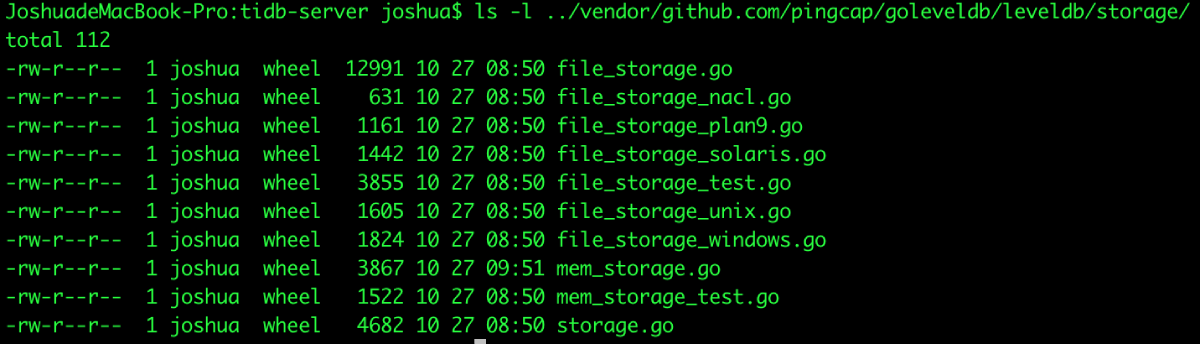 JoshuadeMacBook-Pro:tidb-server joshua$ ls -l ../vendor/github.com/pingcap/goleveldb/leveldb/storage/
total 112
-rw-r--r--  1 joshua  wheel  12991 10 27 08:50 file_storage.go
-rw-r--r--  1 joshua  wheel    631 10 27 08:50 file_storage_nacl.go
-rw-r--r--  1 joshua  wheel   1161 10 27 08:50 file_storage_plan9.go
-rw-r--r--  1 joshua  wheel   1442 10 27 08:50 file_storage_solaris.go
-rw-r--r--  1 joshua  wheel   3855 10 27 08:50 file_storage_test.go
-rw-r--r--  1 joshua  wheel   1605 10 27 08:50 file_storage_unix.go
-rw-r--r--  1 joshua  wheel   1824 10 27 08:50 file_storage_windows.go
-rw-r--r--  1 joshua  wheel   3867 10 27 09:51 mem_storage.go
-rw-r--r--  1 joshua  wheel   1522 10 27 08:50 mem_storage_test.go
-rw-r--r--  1 joshua  wheel   4682 10 27 08:50 storage.go